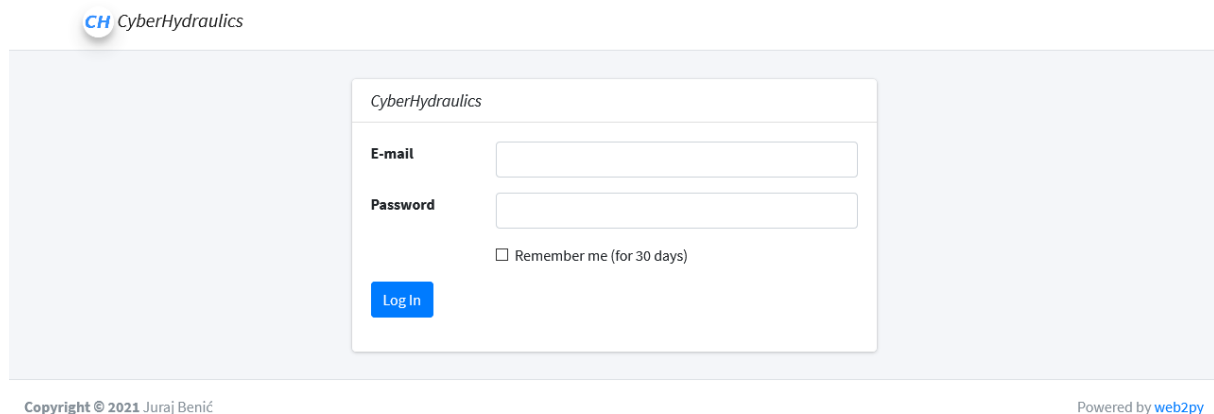 CH CyberHydraulics
CyberHydraulics
E-mail
Password
Remember me (for 30 days)
Log In
Copyright © 2021 Juraj Benić
Powered by web2py